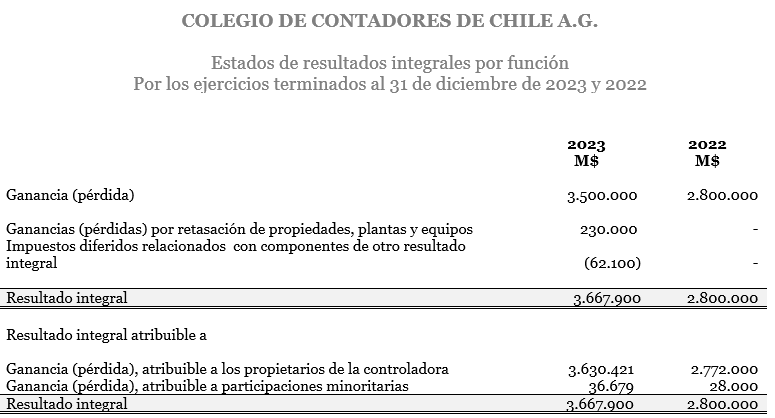 COLEGIO DE CONTADORES DE CHILE A.G.
Estados de resultados integrales por función
Por los ejercicios terminados al 31 de diciembre de 2023 y 2022
2023 2022
M$ M$
Ganancia (pérdida) 3.500.000 2.800.000
Ganancias (pérdidas) por retasación de propiedades, plantas y equipos 230.000 -
Impuestos diferidos relacionados con componentes de otro resultado
integral (62.100) -
Resultado integral 3.667.900 2.800.000
Resultado integral atribuible a
Ganancia (pérdida), atribuible a los propietarios de la controladora 3.630.421 2.772.000
Ganancia (pérdida), atribuible a participaciones minoritarias 36.679 28.000
Resultado integral 3.667.900 2.800.000